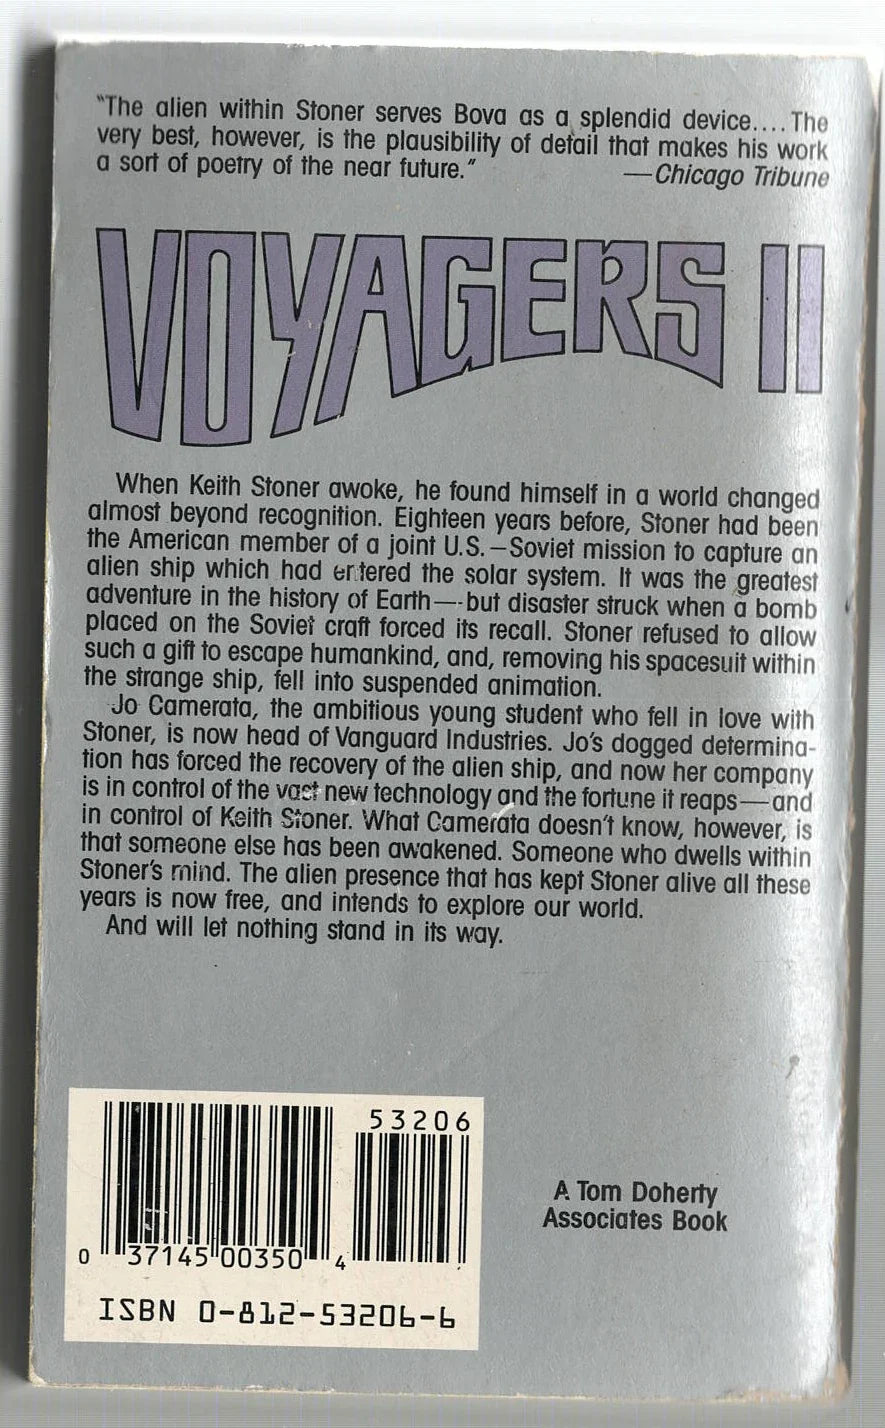 "The alien within Stoner serves Bova as a splendid device.... The
very best, however, is the plausibility of detail that makes his work
a sort of poetry of the near future."
—Chicago Tribune
VOYAGERS II
When Keith Stoner awoke, he found himself in a world changed
almost beyond recognition. Eighteen years before, Stoner had been
the American member of a joint U.S.—Soviet mission to capture an
alien ship which had entered the solar system. It was the greatest
adventure in the history of Earth—but disaster struck when a bomb
placed on the Soviet craft forced its recall. Stoner refused to allow
such a gift to escape humankind, and, removing his spacesuit within
the strange ship, fell into suspended animation.
Jo Camerata, the ambitious young student who fell in love with
Stoner, is now head of Vanguard Industries. Jo's dogged determina-
tion has forced the recovery of the alien ship, and now her company
is in control of the vast new technology and the fortune it reaps—and
in control of Keith Stoner. What Camerata doesn't know, however, is
that someone else has been awakened. Someone who dwells within
Stoner's mind. The alien presence that has kept Stoner alive all these
years is now free, and intends to explore our world.
And will let nothing stand in its way.
53206
0 37145 00350 4
ISBN 0-812-53206-6
A Tom Doherty
Associates Book